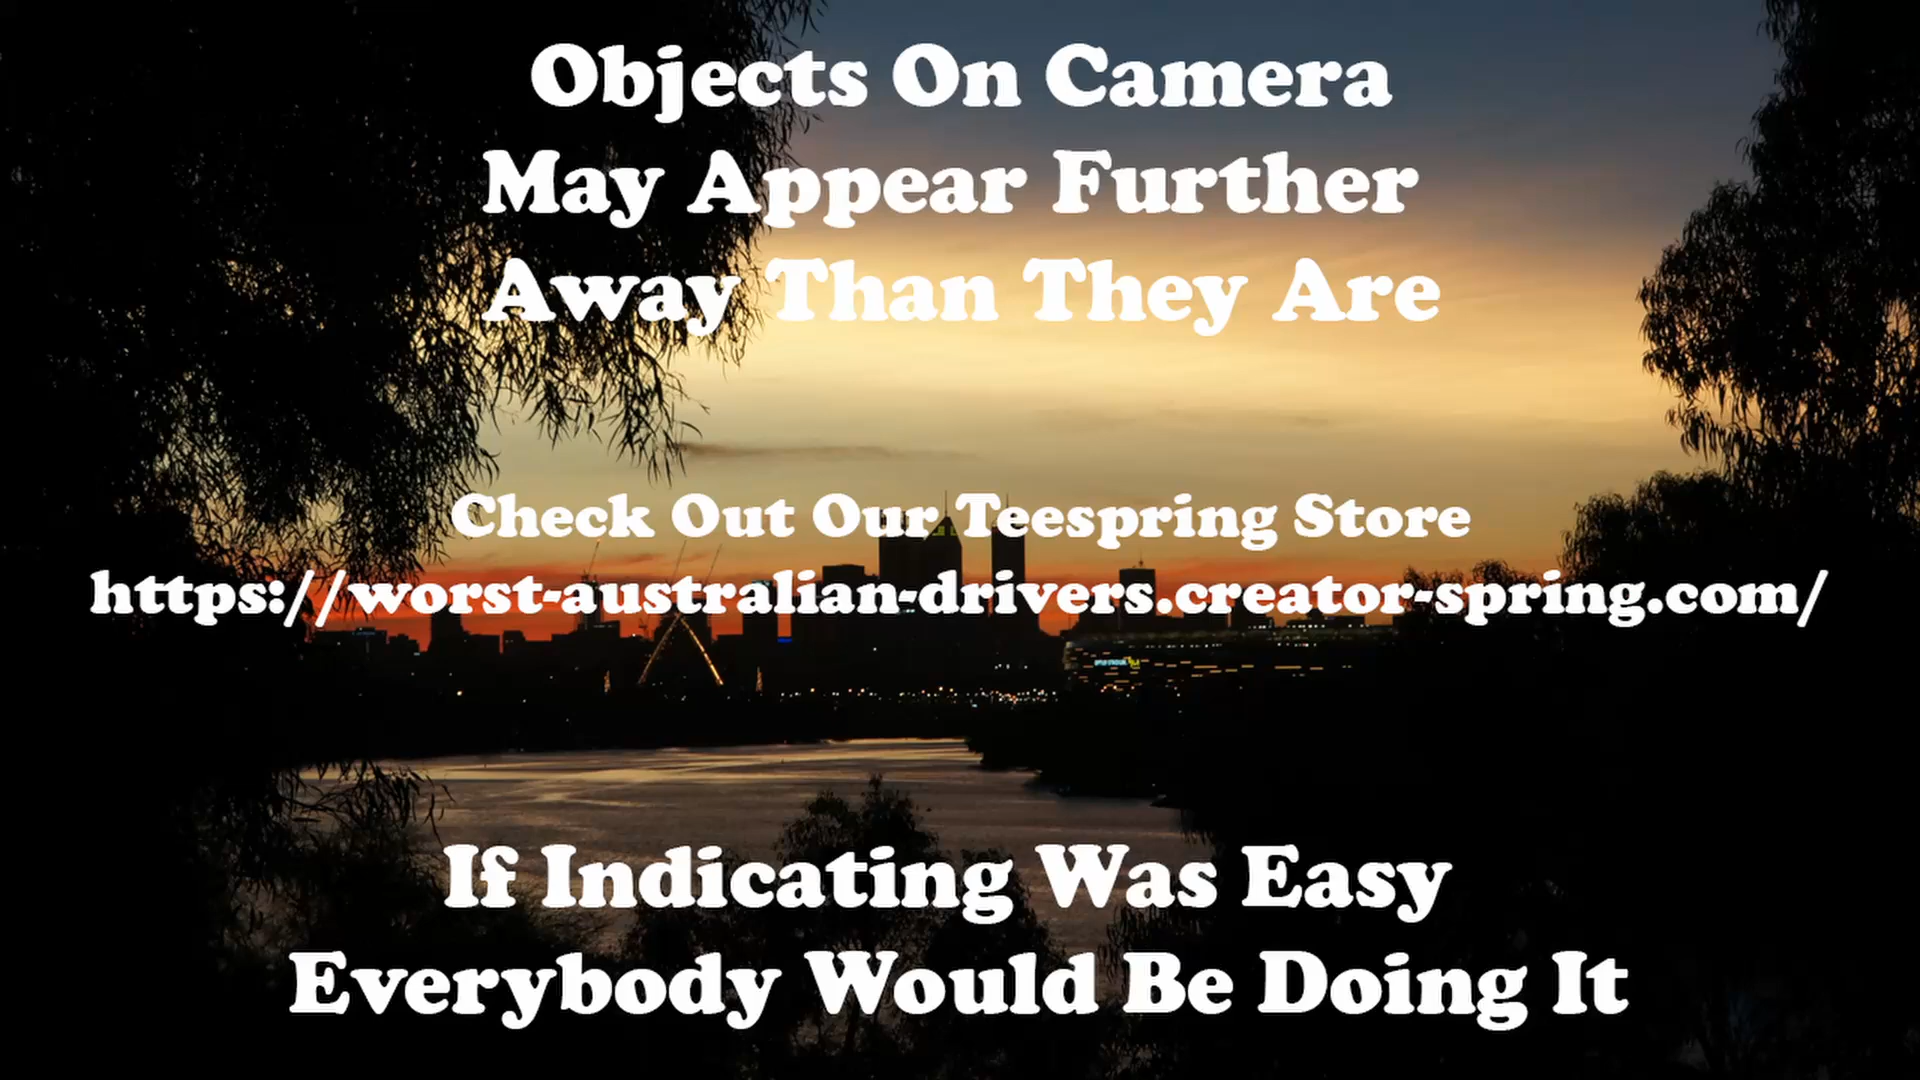 Objects On Camera
May Appear Further
Away Than They Are
Check Out Our Teespring Store
https://worst-australian-drivers.creator-spring.com/
If Indicating Was Easy
Everybody Would Be Doing It